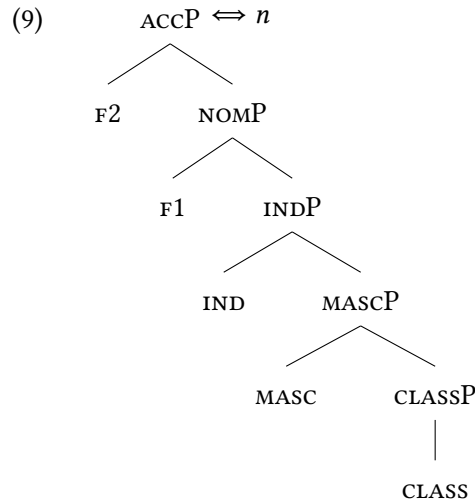 (9) ACCP ⇔ n
F2 NOMP
F1 INDP
IND MASCP
MASC CLASSP
CLASS